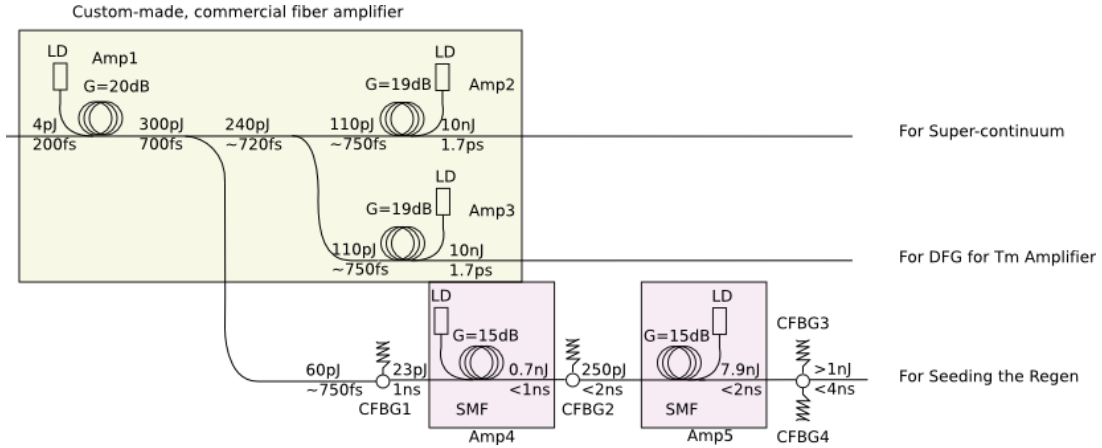 Custom-made, commercial fiber amplifier
LD
Amp1
G=20dB
4pJ
200fs
300pJ
700fs
240pJ
~720fs
LD
G=19dB
Amp2
110pJ
~750fs
10nJ
1.7ps
For Super-continuum
LD
G=19dB
Amp3
110pJ
~750fs
10nJ
1.7ps
For DFG for Tm Amplifier
60pJ
~750fs
CFBG1
23pJ
1ns
LD
G=15dB
0.7nJ
<1ns
SMF
Amp4
CFBG2
250pJ
<2ns
LD
G=15dB
7.9nJ
<2ns
SMF
Amp5
CFBG3
>1nJ
<4ns
CFBG4
For Seeding the Regen